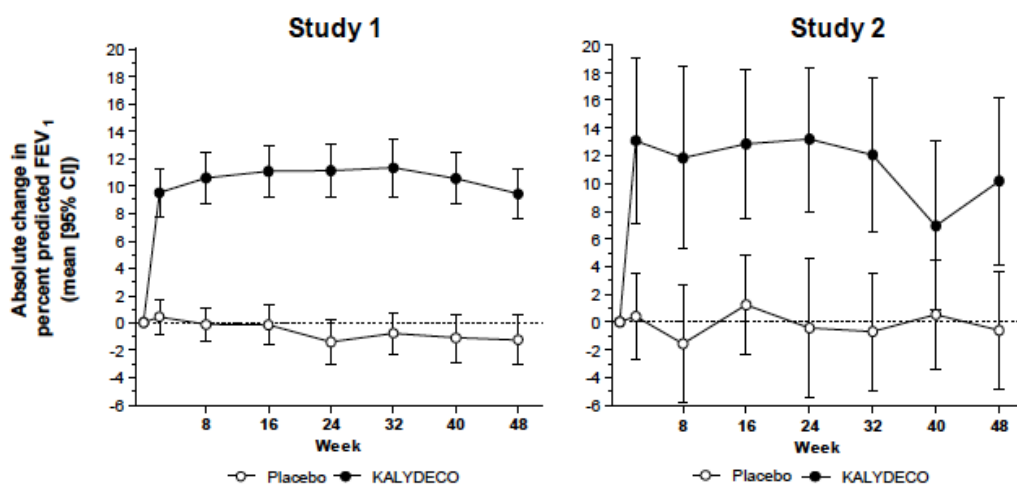 Study 1
Absolute change in
percent predicted FEV1
(mean [95% CI])
20
18
16
14
12
10
8
6
4
2
0
-2
-4
-6
8 16 24 32 40 48
Week
Placebo KALYDECO
Study 2
20
18
16
14
12
10
8
6
4
2
0
-2
-4
-6
8 16 24 32 40 48
Week
Placebo KALYDECO